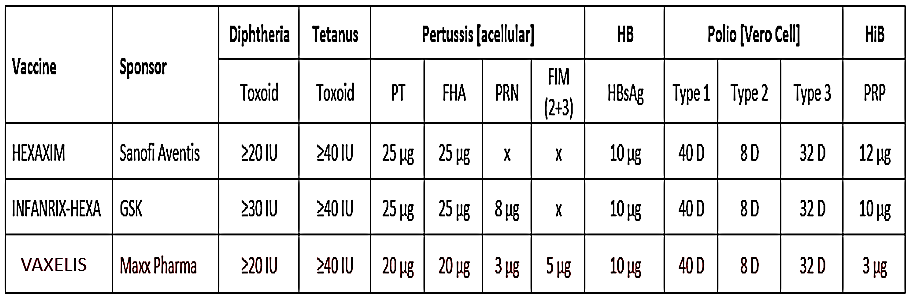 Vaccine Sponsor Diphtheria Tetanus Pertussis [acellular] HB Polio [Vero Cell] HiB
Toxoid Toxoid PT FHA PRN FIM (2+3) HBsAg Type 1 Type 2 Type 3 PRP
HEXAXIM Sanofi Aventis ≥20 IU ≥40 IU 25 µg 25 µg x x 10 µg 40 D 8 D 32 D 12 µg
INFANRIX-HEXA GSK ≥30 IU ≥40 IU 25 µg 25 µg 8 µg x 10 µg 40 D 8 D 32 D 10 µg
VAXELIS Maxx Pharma ≥20 IU ≥40 IU 20 µg 20 µg 3 µg 5 µg 10 µg 40 D 8 D 32 D 3 µg